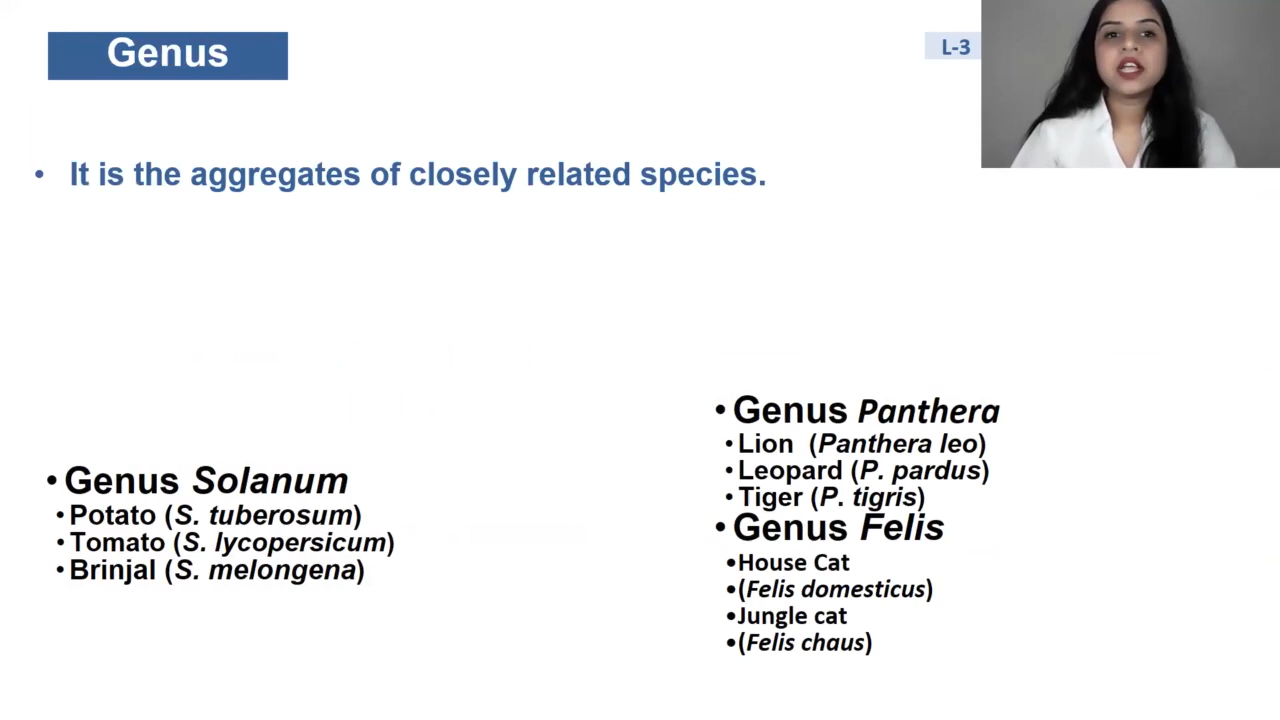 Genus
L-3
• It is the aggregates of closely related species.
• Genus Solanum
• Potato (S. tuberosum)
• Tomato (S. lycopersicum)
• Brinjal (S. melongena)
• Genus Panthera
• Lion (Panthera leo)
• Leopard (P. pardus)
• Tiger (P. tigris)
• Genus Felis
• House Cat
• (Felis domesticus)
• Jungle cat
• (Felis chaus)